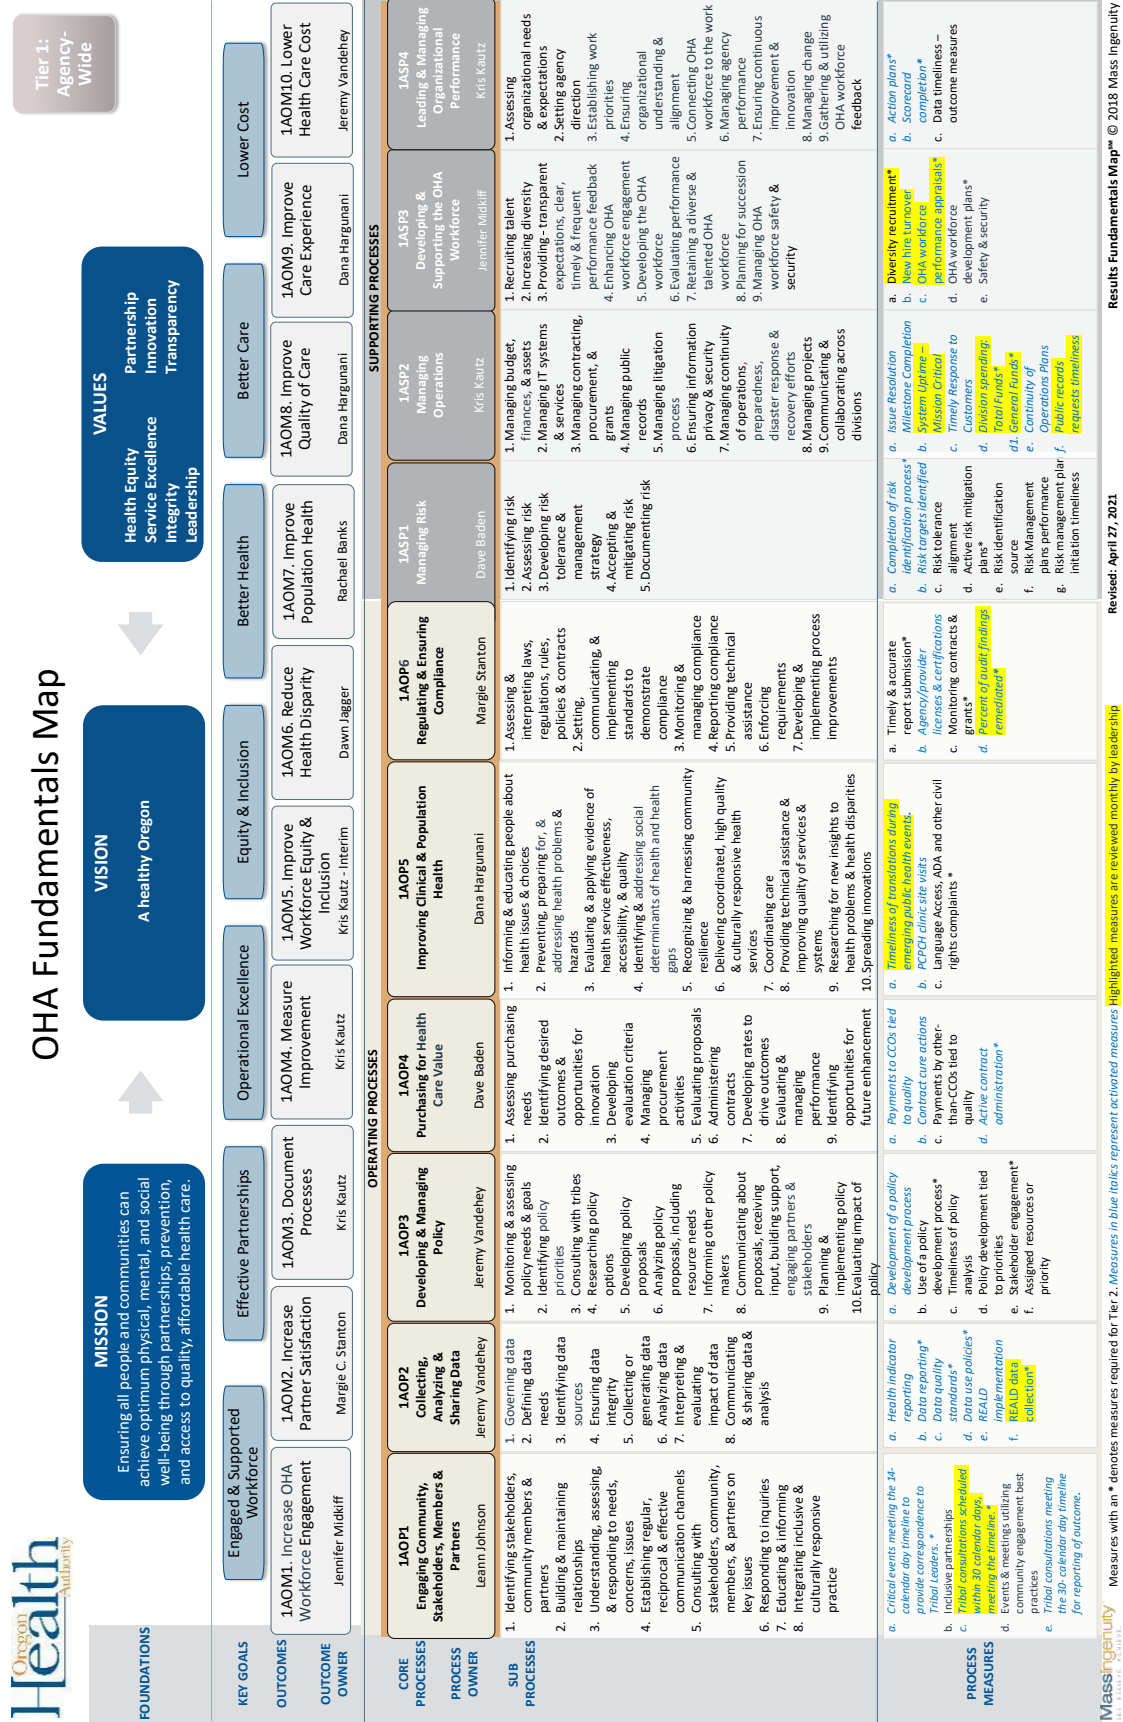 Oregon
Health
Authority
OHA Fundamentals Map
Tier 1:
Agency-
Wide
FOUNDATIONS
MISSION
Ensuring all people and communities can
achieve optimum physical, mental, and social
well-being through partnerships, prevention,
and access to quality, affordable health care.
VISION
A healthy Oregon
VALUES
Health Equity
Service Excellence
Integrity
Leadership
Partnership
Innovation
Transparency
KEY GOALS
Engaged & Supported
Workforce
Effective Partnerships
Operational Excellence
Equity & Inclusion
Better Health
Better Care
Lower Cost
OUTCOMES
OUTCOME
OWNER
1AOM1. Increase OHA
Workforce Engagement
Jennifer Midkiff
1AOM2. Increase
Partner Satisfaction
Margie C. Stanton
1AOM3. Document
Processes
Kris Kautz
1AOM4. Measure
Improvement
Kris Kautz
1AOM5. Improve
Workforce Equity &
Inclusion
Kris Kautz - Interim
1AOM6. Reduce
Health Disparity
Dawn Jagger
1AOM7. Improve
Population Health
Rachael Banks
1AOM8. Improve
Quality of Care
Dana Hargunani
1AOM9. Improve
Care Experience
Dana Hargunani
1AOM10. Lower
Health Care Cost
Jeremy Vandehey
OPERATING PROCESSES
SUPPORTING PROCESSES
CORE
PROCESSES
PROCESS
OWNER
1AOP1
Engaging Community,
Stakeholders, Members &
Partners
Leann Johnson
1AOP2
Collecting,
Analyzing &
Sharing Data
Jeremy Vandehey
1AOP3
Developing & Managing
Policy
Jeremy Vandehey
1AOP4
Purchasing for Health
Care Value
Dave Baden
1AOP5
Improving Clinical & Population
Health
Dana Hargunani
1AOP6
Regulating & Ensuring
Compliance
Margie Stanton
1ASP1
Managing Risk
Dave Baden
1ASP2
Managing
Operations
Kris Kautz
1ASP3
Developing &
Supporting the OHA
Workforce
Jennifer Midkiff
1ASP4
Leading & Managing
Organizational
Performance
Kris Kautz
SUB
PROCESSES
1. Identifying stakeholders,
community members &
partners
2. Building & maintaining
relationships
3. Understanding, assessing,
& responding to needs,
concerns, issues
4. Establishing regular,
reciprocal & effective
communication channels
5. Consulting with
stakeholders, community,
members, & partners on
key issues
6. Responding to inquiries
7. Educating & informing
8. Integrating inclusive &
culturally responsive
practice
1. Governing data
2. Defining data
needs
3. Identifying data
sources
4. Ensuring data
integrity
5. Collecting or
generating data
6. Analyzing data
7. Interpreting &
evaluating
impact of data
8. Communicating
& sharing data &
analysis
1. Monitoring & assessing
policy needs & goals
2. Identifying policy
priorities
3. Consulting with tribes
4. Researching policy
options
5. Developing policy
proposals
6. Analyzing policy
proposals, including
resource needs
7. Informing other policy
makers
8. Communicating about
proposals, receiving
input, building support,
engaging partners &
stakeholders
9. Planning &
implementing policy
10. Evaluating impact of
policy
1. Assessing purchasing
needs
2. Identifying desired
outcomes &
opportunities for
innovation
3. Developing
evaluation criteria
4. Managing
procurement
activities
5. Evaluating proposals
6. Administering
contracts
7. Developing rates to
drive outcomes
8. Evaluating &
managing
performance
9. Identifying
opportunities for
future enhancement
1. Informing & educating people about
health issues & choices
2. Preventing, preparing for, &
addressing health problems &
hazards
3. Evaluating & applying evidence of
health service effectiveness,
accessibility, & quality
4. Identifying & addressing social
determinants of health and health
gaps
5. Recognizing & harnessing community
resilience
6. Delivering coordinated, high quality
& culturally responsive health
services
7. Coordinating care
8. Providing technical assistance &
improving quality of services &
systems
9. Researching for new insights to
health problems & health disparities
10. Spreading innovations
1. Assessing &
interpreting laws,
regulations, rules,
policies & contracts
2. Setting,
communicating, &
implementing
standards to
demonstrate
compliance
3. Monitoring &
managing compliance
4. Reporting compliance
5. Providing technical
assistance
6. Enforcing
requirements
7. Developing &
implementing process
improvements
1. Identifying risk
2. Assessing risk
3. Developing risk
tolerance &
management
strategy
4. Accepting &
mitigating risk
5. Documenting risk
1. Managing budget,
finances, & assets
2. Managing IT systems
& services
3. Managing contracting,
procurement, &
grants
4. Managing public
records
5. Managing litigation
process
6. Ensuring information
privacy & security
7. Managing continuity
of operations,
preparedness,
disaster response &
recovery efforts
8. Managing projects
9. Communicating &
collaborating across
divisions
1. Recruiting talent
2. Increasing diversity
3. Providing - transparent
expectations, clear,
timely & frequent
performance feedback
4. Enhancing OHA
workforce engagement
5. Developing the OHA
workforce
6. Evaluating performance
7. Retaining a diverse &
talented OHA
workforce
8. Planning for succession
9. Managing OHA
workforce safety &
security
1. Assessing
organizational needs
& expectations
2. Setting agency
direction
3. Establishing work
priorities
4. Ensuring
organizational
understanding &
alignment
5. Connecting OHA
workforce to the work
6. Managing agency
performance
7. Ensuring continuous
improvement &
innovation
8. Managing change
9. Gathering & utilizing
OHA workforce
feedback
PROCESS
MEASURES
a. Critical events meeting the 14-
calendar day timeline to
provide correspondence to
Tribal Leaders. *
b. Inclusive partnerships
c. Tribal consultations scheduled
within 30 calendar days,
meeting the timeline.*
d. Events & meetings utilizing
community engagement best
practices
e. Tribal consultations meeting
the 30-calendar day timeline
for reporting of outcome.
a. Health indicator
reporting
b. Data reporting*
c. Data quality
standards*
d. Data use policies*
e. REALD
implementation
f. REALD data
collection*
a. Development of a policy
development process
b. Use of a policy
development process*
c. Timeliness of policy
analysis
d. Policy development tied
to priorities
e. Stakeholder engagement*
f. Assigned resources or
priority
a. Payments to CCOs tied
to quality
b. Contract cure actions
c. Payments by other-
than-CCOs tied to
quality
d. Active contract
administration*
a. Timeliness of translations during
emerging public health events.
b. PCPCH clinic site visits
c. Language Access, ADA and other civil
rights complaints *
a. Timely & accurate
report submission*
b. Agency/provider
licenses & certifications
c. Monitoring contracts &
grants*
d. Percent of audit findings
remediated*
a. Completion of risk
identification process*
b. Risk targets identified
c. Risk tolerance
alignment
d. Active risk mitigation
plans*
e. Risk identification
source
f. Risk Management
plans performance
g. Risk management plan
initiation timeliness
a. Issue Resolution
Milestone Completion
b. System Uptime –
Mission Critical
c. Timely Response to
Customers
d. Division spending:
Total Funds*
d1. General Funds*
e. Continuity of
Operations Plans
f. Public records
requests timeliness
a. Diversity recruitment*
b. New hire turnover
c. OHA workforce
performance appraisals*
d. OHA workforce
development plans*
e. Safety & security
a. Action plans*
b. Scorecard
completion*
c. Data timeliness –
outcome measures
Massingenuity
Measures with an * denotes measures required for Tier 2. Measures in blue italics represent activated measures Highlighted measures are reviewed monthly by leadership
Revised: April 27, 2021
Results Fundamentals Map℠ © 2018 Mass Ingenuity